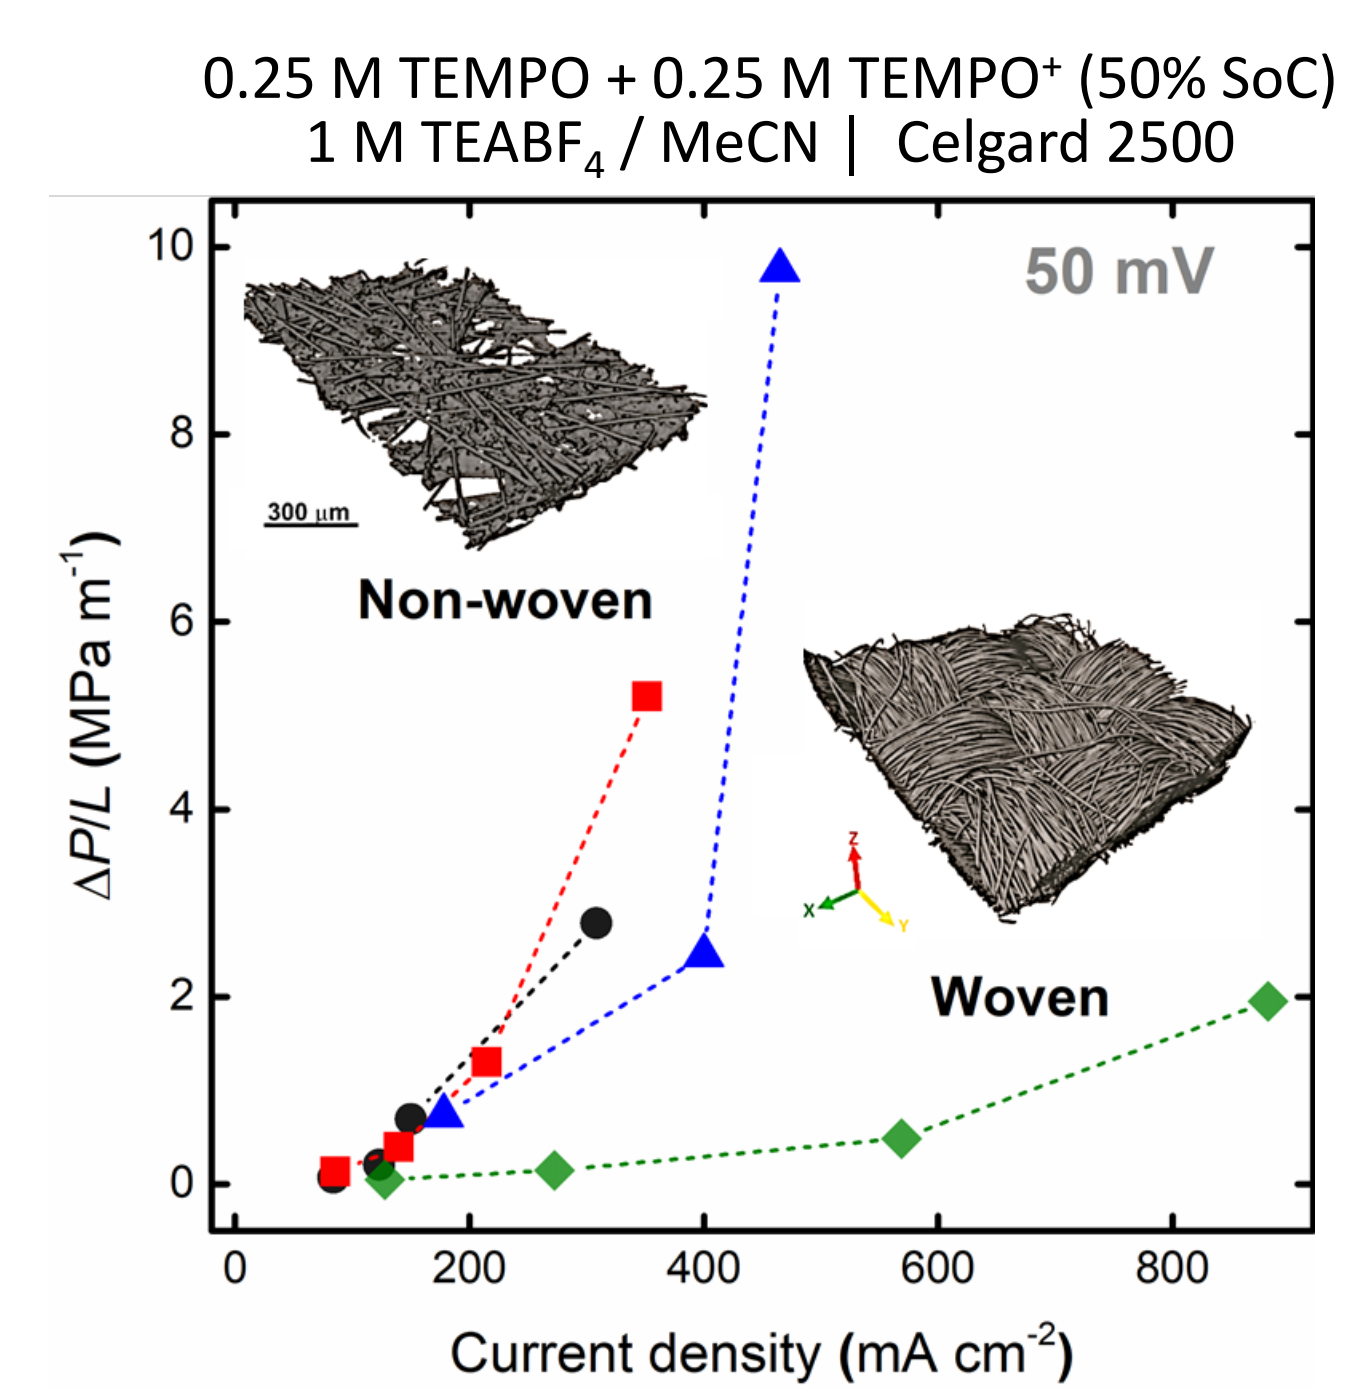 0.25 M TEMPO + 0.25 M TEMPO⁺ (50% SoC)
1 M TEABF₄ / MeCN | Celgard 2500
50 mV
10
8
6
4
2
0
ΔP/L (MPa m⁻¹)
300 μm
Non-woven
Z
X
Y
Woven
0 200 400 600 800
Current density (mA cm⁻²)